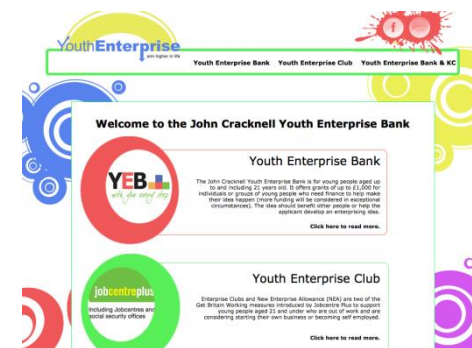 YouthEnterprise
aim higher in life
f
Youth Enterprise Bank Youth Enterprise Club Youth Enterprise Bank & KC
Welcome to the John Cracknell Youth Enterprise Bank
YEB
with you every step
Youth Enterprise Bank
The John Cracknell Youth Enterprise Bank is for young people aged up
to and including 21 years old. It offers grants of up to £1,000 for
individuals or groups of young people who need finance to help make
their idea happen (more funding will be considered in exceptional
circumstances). The idea should benefit other people or help the
applicant develop an enterprising idea.
Click here to read more.
jobcentreplus
Including Jobcentres and
social security offices
Youth Enterprise Club
Enterprise Clubs and New Enterprise Allowance (NEA) are two of the
Get Britain Working measures introduced by Jobcentre Plus to support
young people aged 21 and under who are out of work and are
considering starting their own business or becoming self employed.
Click here to read more.